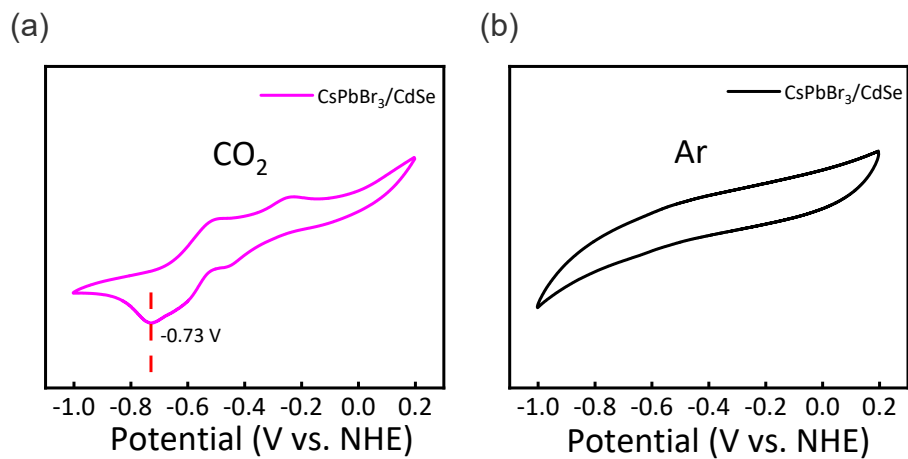 (a)
CsPbBr₃/CdSe
CO₂
-0.73 V
-1.0 -0.8 -0.6 -0.4 -0.2 0.0 0.2
Potential (V vs. NHE)
(b)
CsPbBr₃/CdSe
Ar
-1.0 -0.8 -0.6 -0.4 -0.2 0.0 0.2
Potential (V vs. NHE)